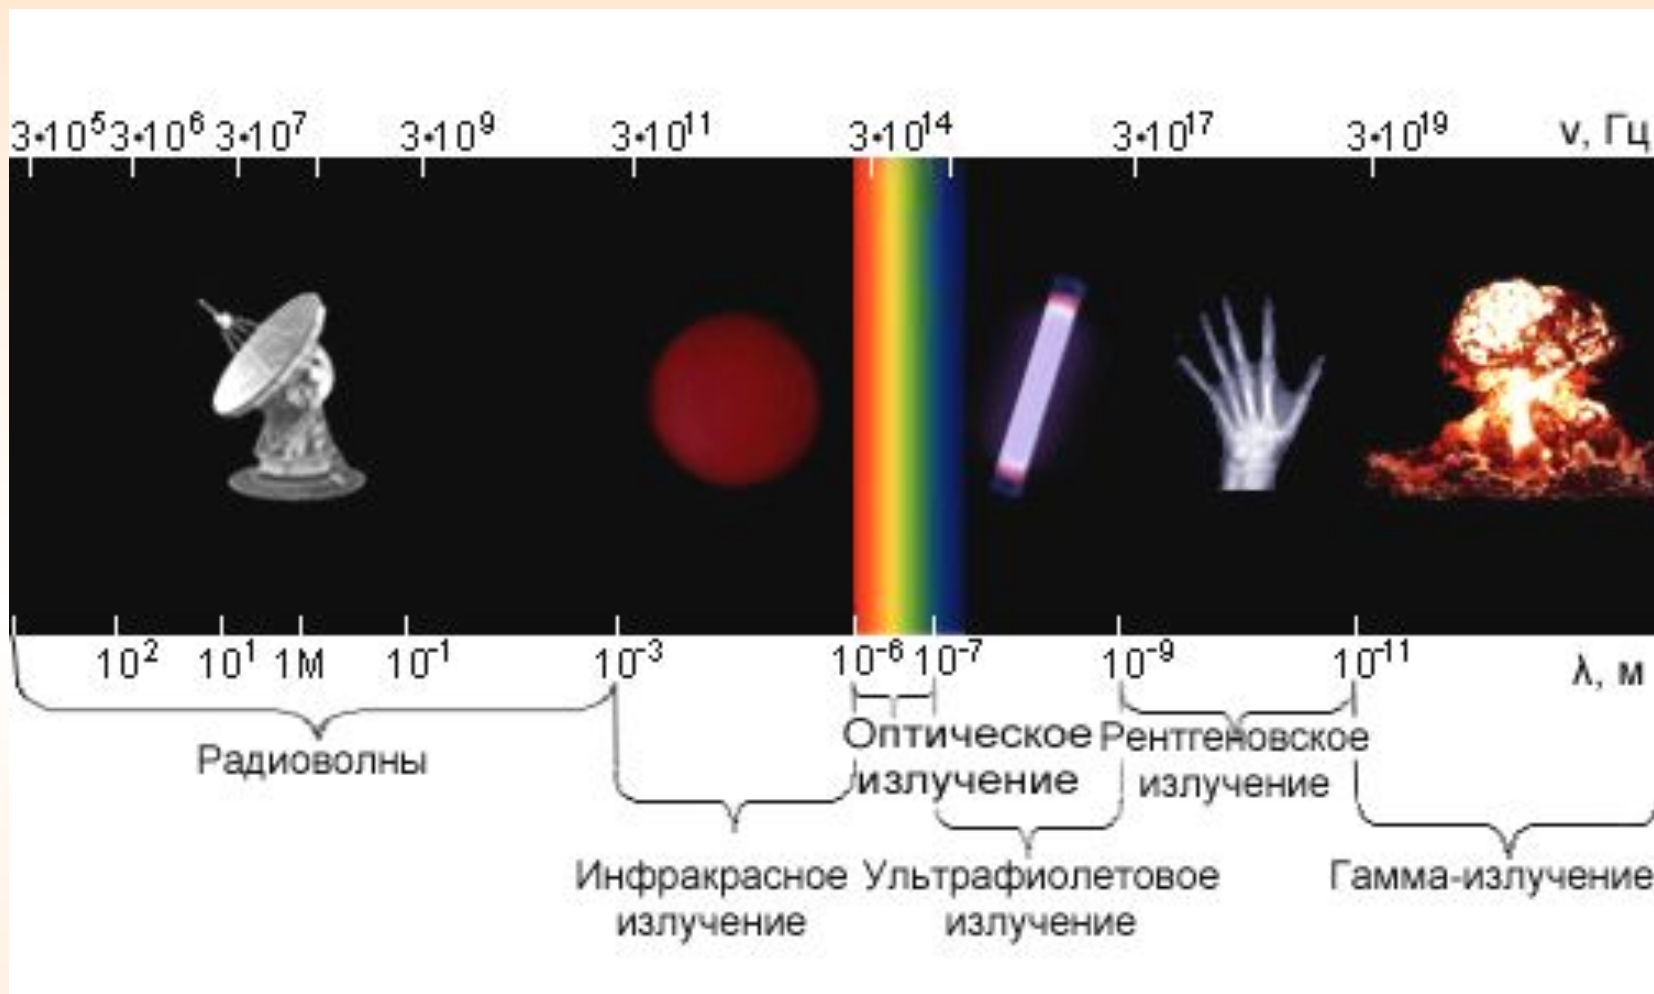 3•10⁵ 3•10⁶ 3•10⁷ 3•10⁹ 3•10¹¹ 3•10¹⁴ 3•10¹⁷ 3•10¹⁹ ν, Гц
10² 10¹ 1М 10⁻¹ 10⁻³ 10⁻⁶ 10⁻⁷ 10⁻⁹ 10⁻¹¹ λ, м
Радиоволны
Оптическое
излучение
Рентгеновское
излучение
Инфракрасное
излучение
Ультрафиолетовое
излучение
Гамма-излучение